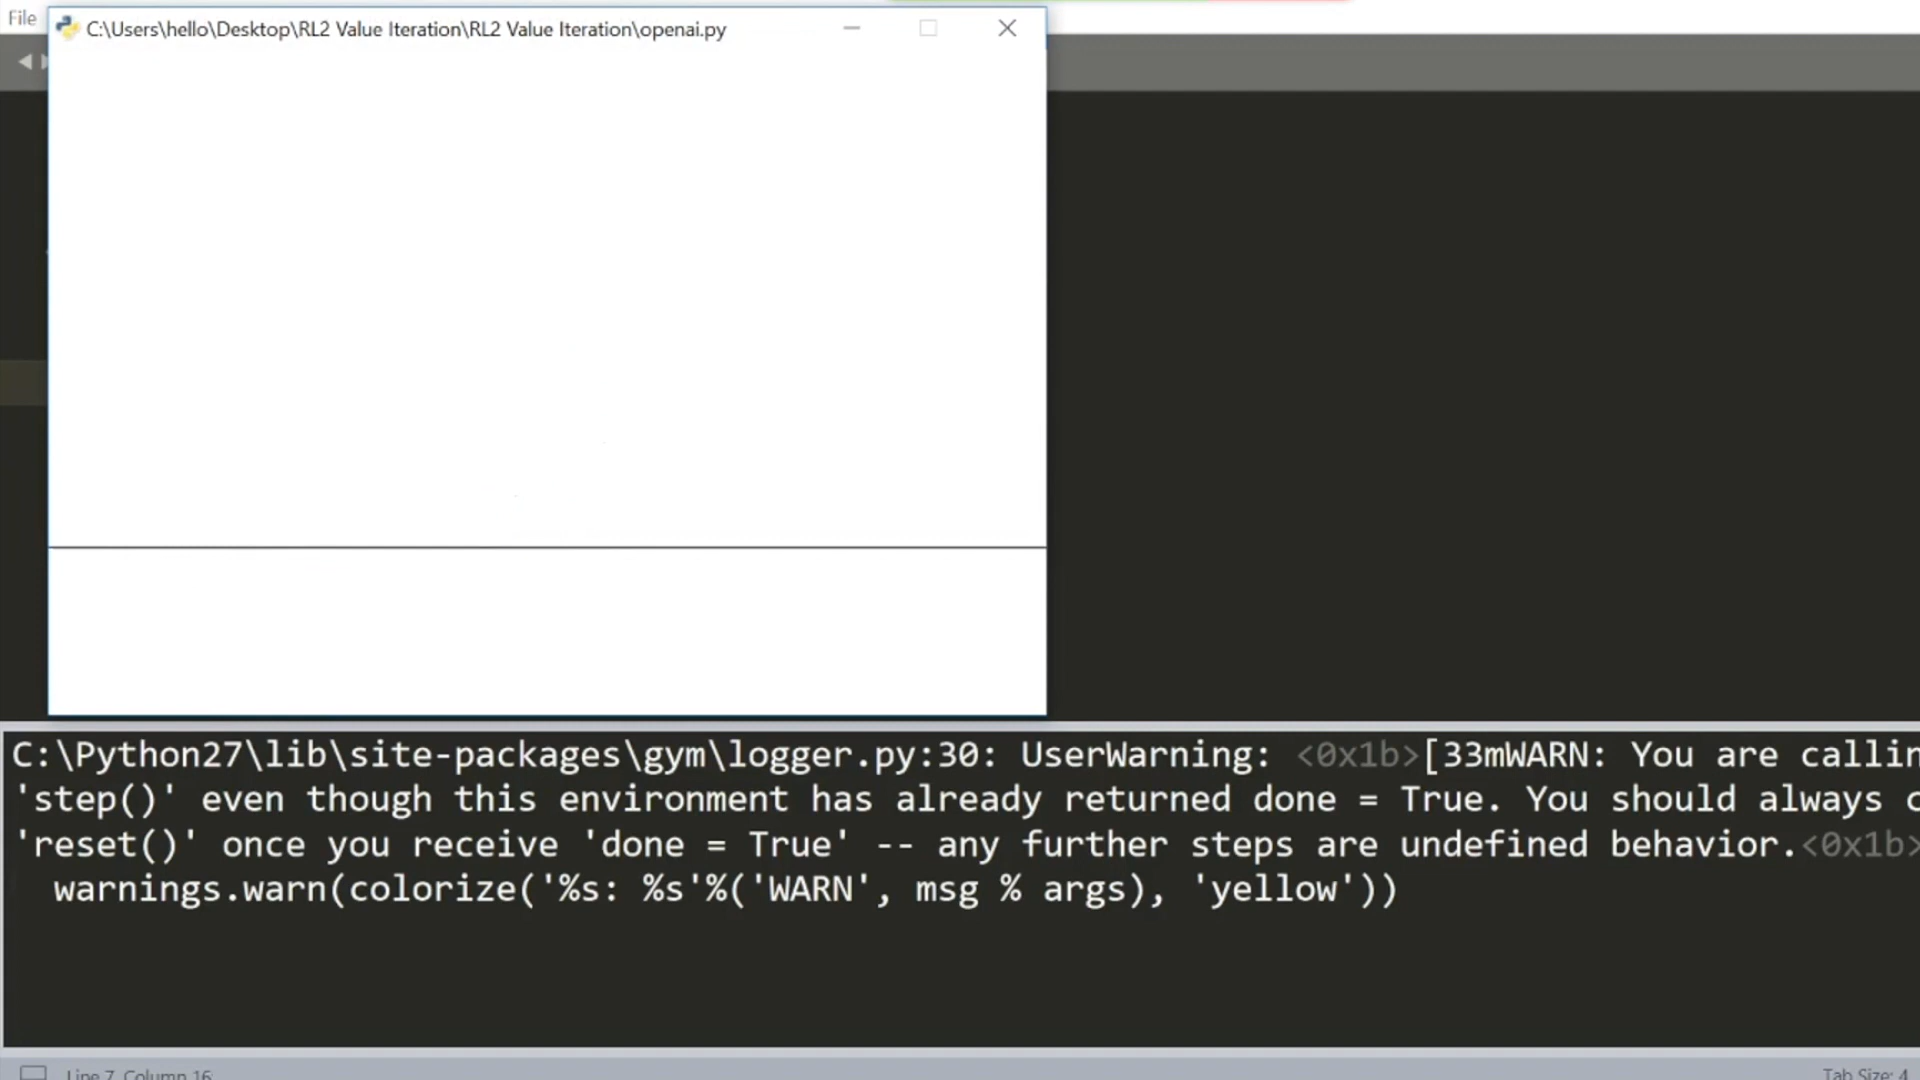 File
C:\Users\hello\Desktop\RL2 Value Iteration\RL2 Value Iteration\openai.py
C:\Python27\lib\site-packages\gym\logger.py:30: UserWarning: <0x1b>[33mWARN: You are callin
'step()' even though this environment has already returned done = True. You should always c
'reset()' once you receive 'done = True' -- any further steps are undefined behavior.<0x1b>
warnings.warn(colorize('%s: %s'%('WARN', msg % args), 'yellow'))
Line 7, Column 16
Tab Size: 4